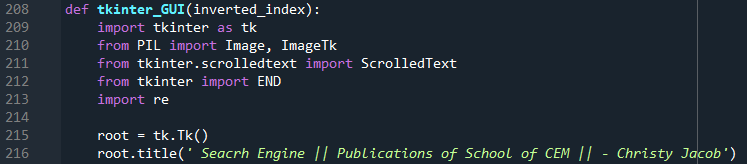 208 def tkinter_GUI(inverted_index):
209     import tkinter as tk
210     from PIL import Image, ImageTk
211     from tkinter.scrolledtext import ScrolledText
212     from tkinter import END
213     import re
214
215     root = tk.Tk()
216     root.title(' Seacrh Engine || Publications of School of CEM || - Christy Jacob')